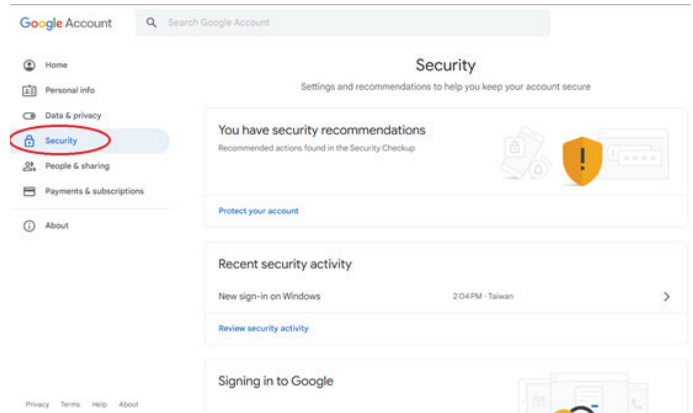 Google Account
Search Google Account
Home
Personal info
Data & privacy
Security
People & sharing
Payments & subscriptions
About
Privacy Terms Help About
Security
Settings and recommendations to help you keep your account secure
You have security recommendations
Recommended actions found in the Security Checkup
Protect your account
Recent security activity
New sign-in on Windows 2:04 PM · Taiwan
Review security activity
Signing in to Google